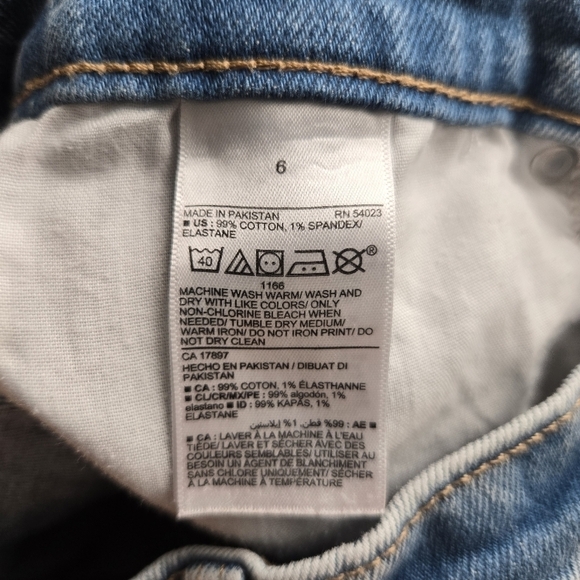 6
MADE IN PAKISTAN RN 54023
■ US : 99% COTTON, 1% SPANDEX/
ELASTANE
40 ®
1166
MACHINE WASH WARM/ WASH AND
DRY WITH LIKE COLORS/ ONLY
NON-CHLORINE BLEACH WHEN
NEEDED/ TUMBLE DRY MEDIUM/
WARM IRON/ DO NOT IRON PRINT/ DO
NOT DRY CLEAN
CA 17897
HECHO EN PAKISTAN / DIBUAT DI
PAKISTAN
■ CA : 99% COTON, 1% ÉLASTHANNE
■ CL/CR/MX/PE : 99% algodón, 1%
elastano ■ ID : 99% KAPAS, 1%
ELASTANE
■ AE : 99% قطن, 1% إيلاستين
■ CA : LAVER À LA MACHINE À L'EAU
TIÈDE/ LAVER ET SÉCHER AVEC DES
COULEURS SEMBLABLES/ UTILISER AU
BESOIN UN AGENT DE BLANCHIMENT
SANS CHLORE UNIQUEMENT/ SÉCHER
À LA MACHINE À TEMPÉRATURE